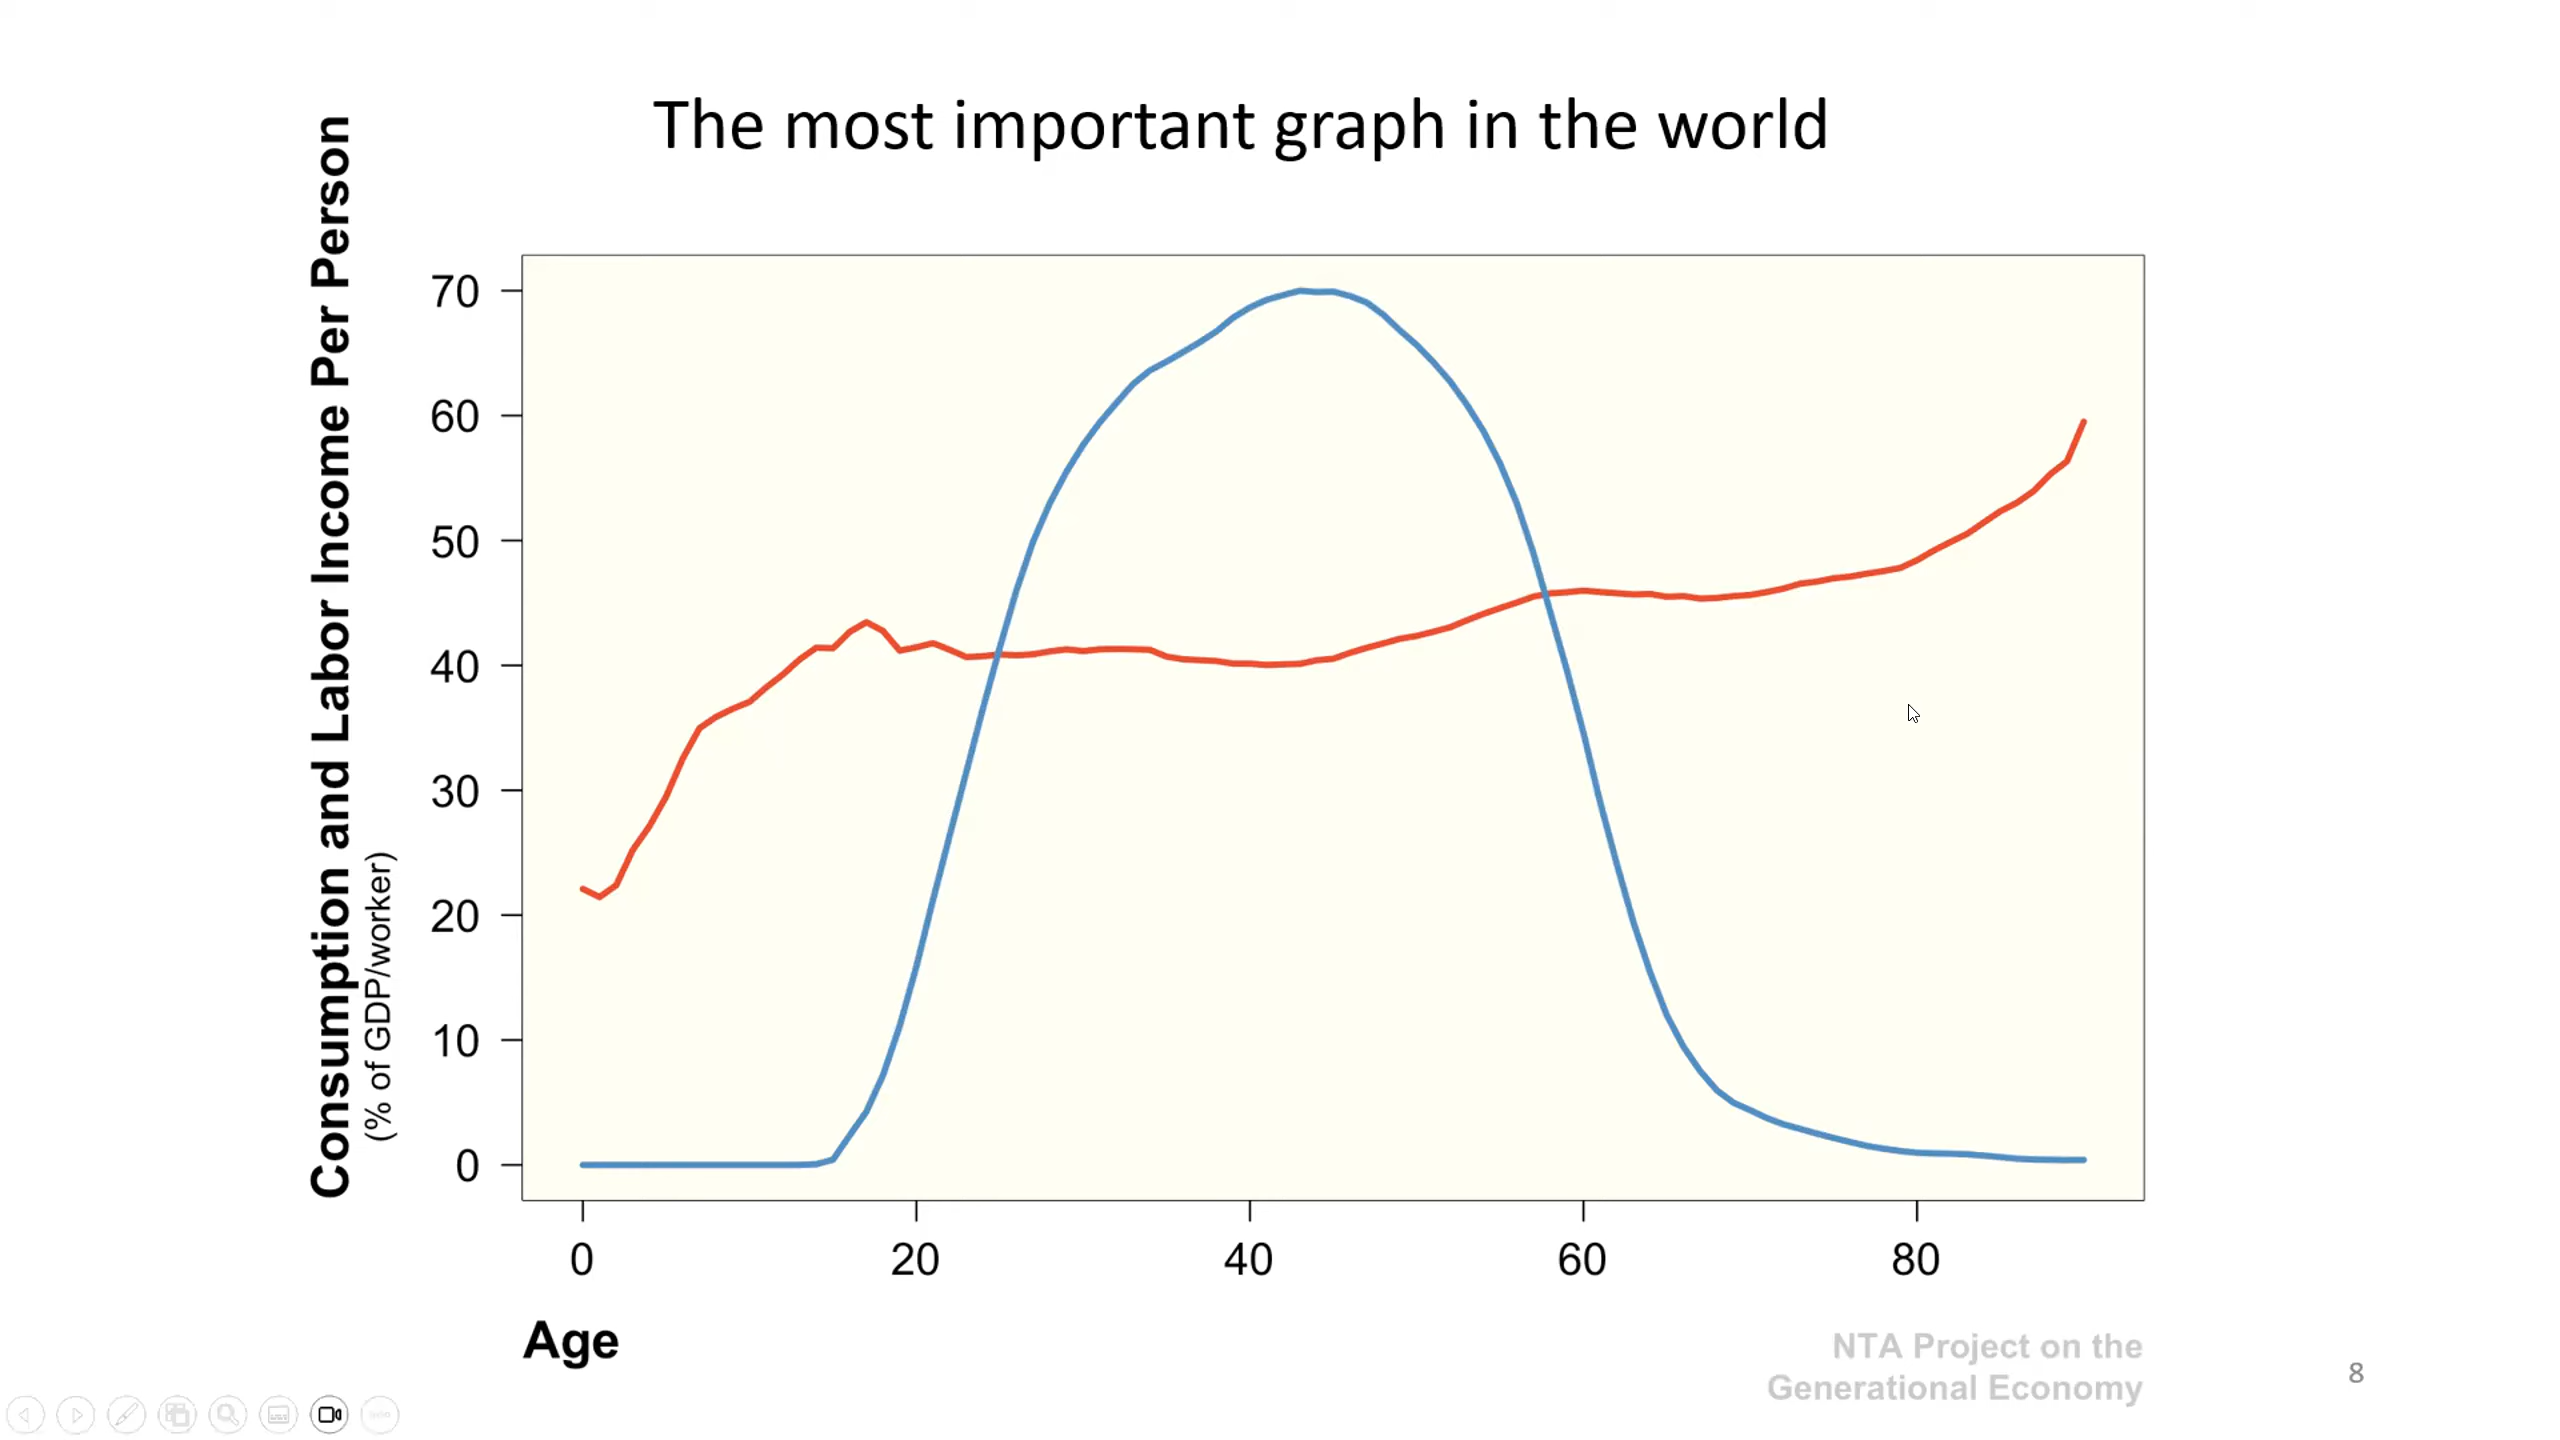 The most important graph in the world
Consumption and Labor Income Per Person
(% of GDP/worker)
70
60
50
40
30
20
10
0
0 20 40 60 80
Age
NTA Project on the
Generational Economy
8